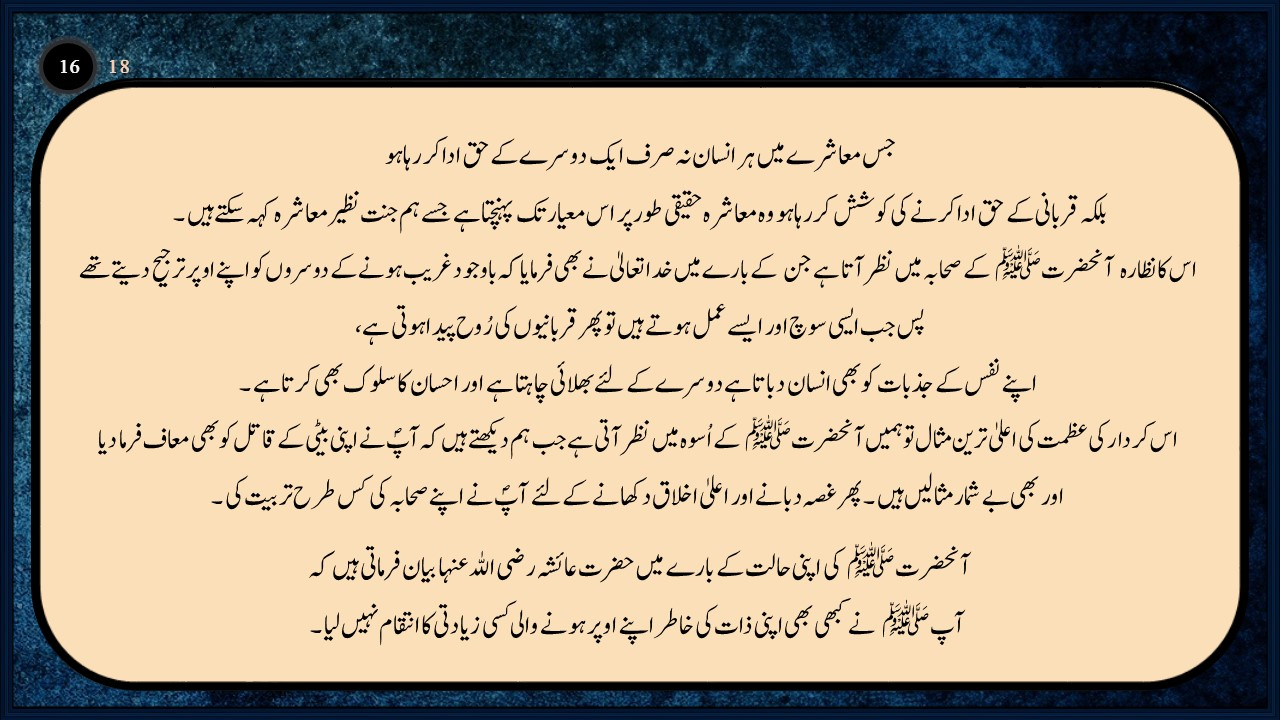 16 18
جس معاشرے میں ہر انسان نہ صرف ایک دوسرے کے حق ادا کر رہا ہو
بلکہ قربانی کے حق ادا کرنے کی کوشش کر رہا ہو وہ معاشرہ حقیقی طور پر اس معیار تک پہنچتا ہے جسے ہم جنت نظیر معاشرہ کہہ سکتے ہیں۔
اس کا نظارہ آنحضرت ﷺ کے صحابہ میں نظر آتا ہے جن کے بارے میں خدا تعالیٰ نے بھی فرمایا کہ باوجود غریب ہونے کے دوسروں کو اپنے اوپر ترجیح دیتے تھے
پس جب ایسی سوچ اور ایسے عمل ہوتے ہیں تو پھر قربانیوں کی رُوح پیدا ہوتی ہے،
اپنے نفس کے جذبات کو بھی انسان دباتا ہے دوسرے کے لئے بھلائی چاہتا ہے اور احسان کا سلوک بھی کرتا ہے۔
اس کردار کی عظمت کی اعلیٰ ترین مثال تو ہمیں آنحضرت ﷺ کے اُسوہ میں نظر آتی ہے جب ہم دیکھتے ہیں کہ آپؐ نے اپنی بیٹی کے قاتل کو بھی معاف فرما دیا
اور بھی بے شمار مثالیں ہیں۔ پھر غصہ دبانے اور اعلیٰ اخلاق دکھانے کے لئے آپؐ نے اپنے صحابہ کی کس طرح تربیت کی۔
آنحضرت ﷺ کی اپنی حالت کے بارے میں حضرت عائشہ رضی اللہ عنہا بیان فرماتی ہیں کہ
آپ ﷺ نے کبھی بھی اپنی ذات کی خاطر اپنے اوپر ہونے والی کسی زیادتی کا انتقام نہیں لیا۔